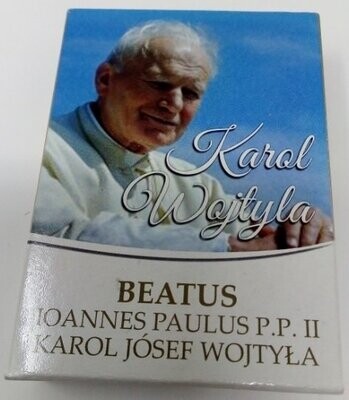 Karol
Wojtyla
BEATUS
IOANNES PAULUS P.P. II
KAROL JÓSEF WOJTYŁA